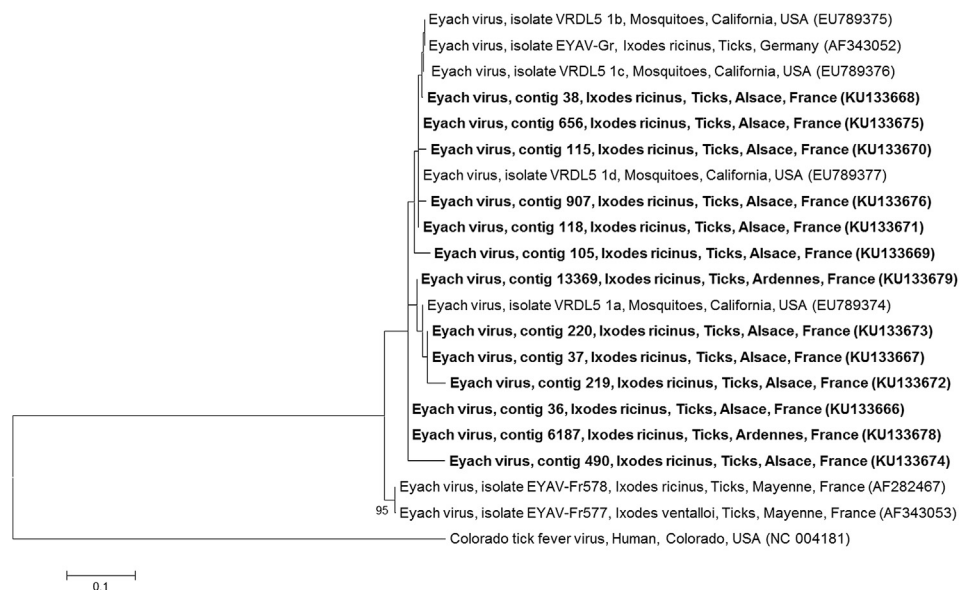 Eyach virus, isolate VRDL5 1b, Mosquitoes, California, USA (EU789375)
Eyach virus, isolate EYAV-Gr, Ixodes ricinus, Ticks, Germany (AF343052)
Eyach virus, isolate VRDL5 1c, Mosquitoes, California, USA (EU789376)
Eyach virus, contig 38, Ixodes ricinus, Ticks, Alsace, France (KU133668)
Eyach virus, contig 656, Ixodes ricinus, Ticks, Alsace, France (KU133675)
Eyach virus, contig 115, Ixodes ricinus, Ticks, Alsace, France (KU133670)
Eyach virus, isolate VRDL5 1d, Mosquitoes, California, USA (EU789377)
Eyach virus, contig 907, Ixodes ricinus, Ticks, Alsace, France (KU133676)
Eyach virus, contig 118, Ixodes ricinus, Ticks, Alsace, France (KU133671)
Eyach virus, contig 105, Ixodes ricinus, Ticks, Alsace, France (KU133669)
Eyach virus, contig 13369, Ixodes ricinus, Ticks, Ardennes, France (KU133679)
Eyach virus, isolate VRDL5 1a, Mosquitoes, California, USA (EU789374)
Eyach virus, contig 220, Ixodes ricinus, Ticks, Alsace, France (KU133673)
Eyach virus, contig 37, Ixodes ricinus, Ticks, Alsace, France (KU133667)
Eyach virus, contig 219, Ixodes ricinus, Ticks, Alsace, France (KU133672)
Eyach virus, contig 36, Ixodes ricinus, Ticks, Alsace, France (KU133666)
Eyach virus, contig 6187, Ixodes ricinus, Ticks, Ardennes, France (KU133678)
Eyach virus, contig 490, Ixodes ricinus, Ticks, Alsace, France (KU133674)
Eyach virus, isolate EYAV-Fr578, Ixodes ricinus, Ticks, Mayenne, France (AF282467)
95
Eyach virus, isolate EYAV-Fr577, Ixodes ventalloi, Ticks, Mayenne, France (AF343053)
Colorado tick fever virus, Human, Colorado, USA (NC 004181)
0.1